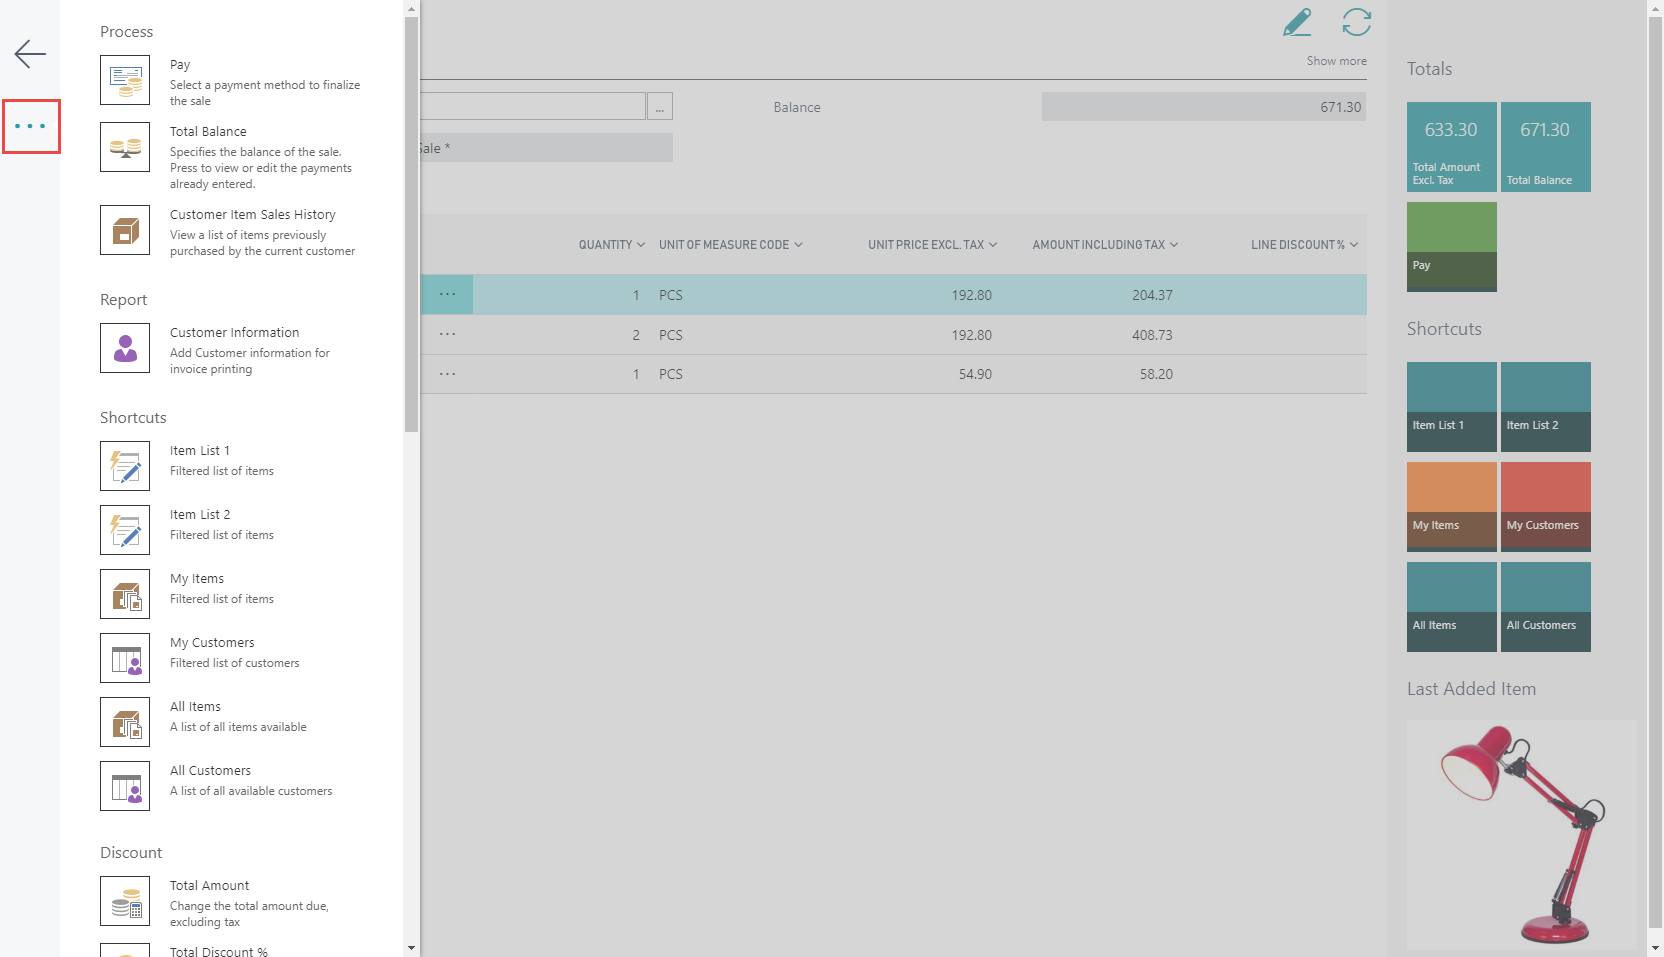 Process
Pay
Select a payment method to finalize
the sale
Total Balance
Specifies the balance of the sale.
Press to view or edit the payments
already entered.
Customer Item Sales History
View a list of items previously
purchased by the current customer
Report
Customer Information
Add Customer information for
invoice printing
Shortcuts
Item List 1
Filtered list of items
Item List 2
Filtered list of items
My Items
Filtered list of items
My Customers
Filtered list of customers
All Items
A list of all items available
All Customers
A list of all available customers
Discount
Total Amount
Change the total amount due,
excluding tax
Total Discount %
Show more
...
Balance 671.30
Sale *
QUANTITY UNIT OF MEASURE CODE UNIT PRICE EXCL. TAX AMOUNT INCLUDING TAX LINE DISCOUNT %
1 PCS 192.80 204.37
2 PCS 192.80 408.73
1 PCS 54.90 58.20
Totals
633.30 671.30
Total Amount
Excl. Tax Total Balance
Pay
Shortcuts
Item List 1 Item List 2
My Items My Customers
All Items All Customers
Last Added Item